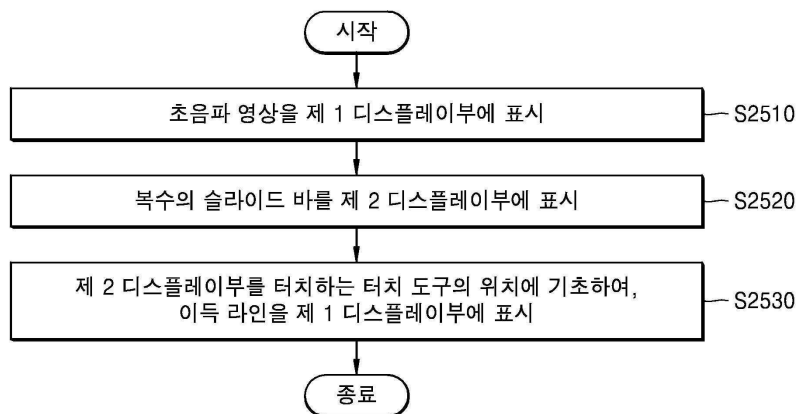 시작
초음파 영상을 제 1 디스플레이부에 표시
S2510
복수의 슬라이드 바를 제 2 디스플레이부에 표시
S2520
제 2 디스플레이부를 터치하는 터치 도구의 위치에 기초하여,
이득 라인을 제 1 디스플레이부에 표시
S2530
종료